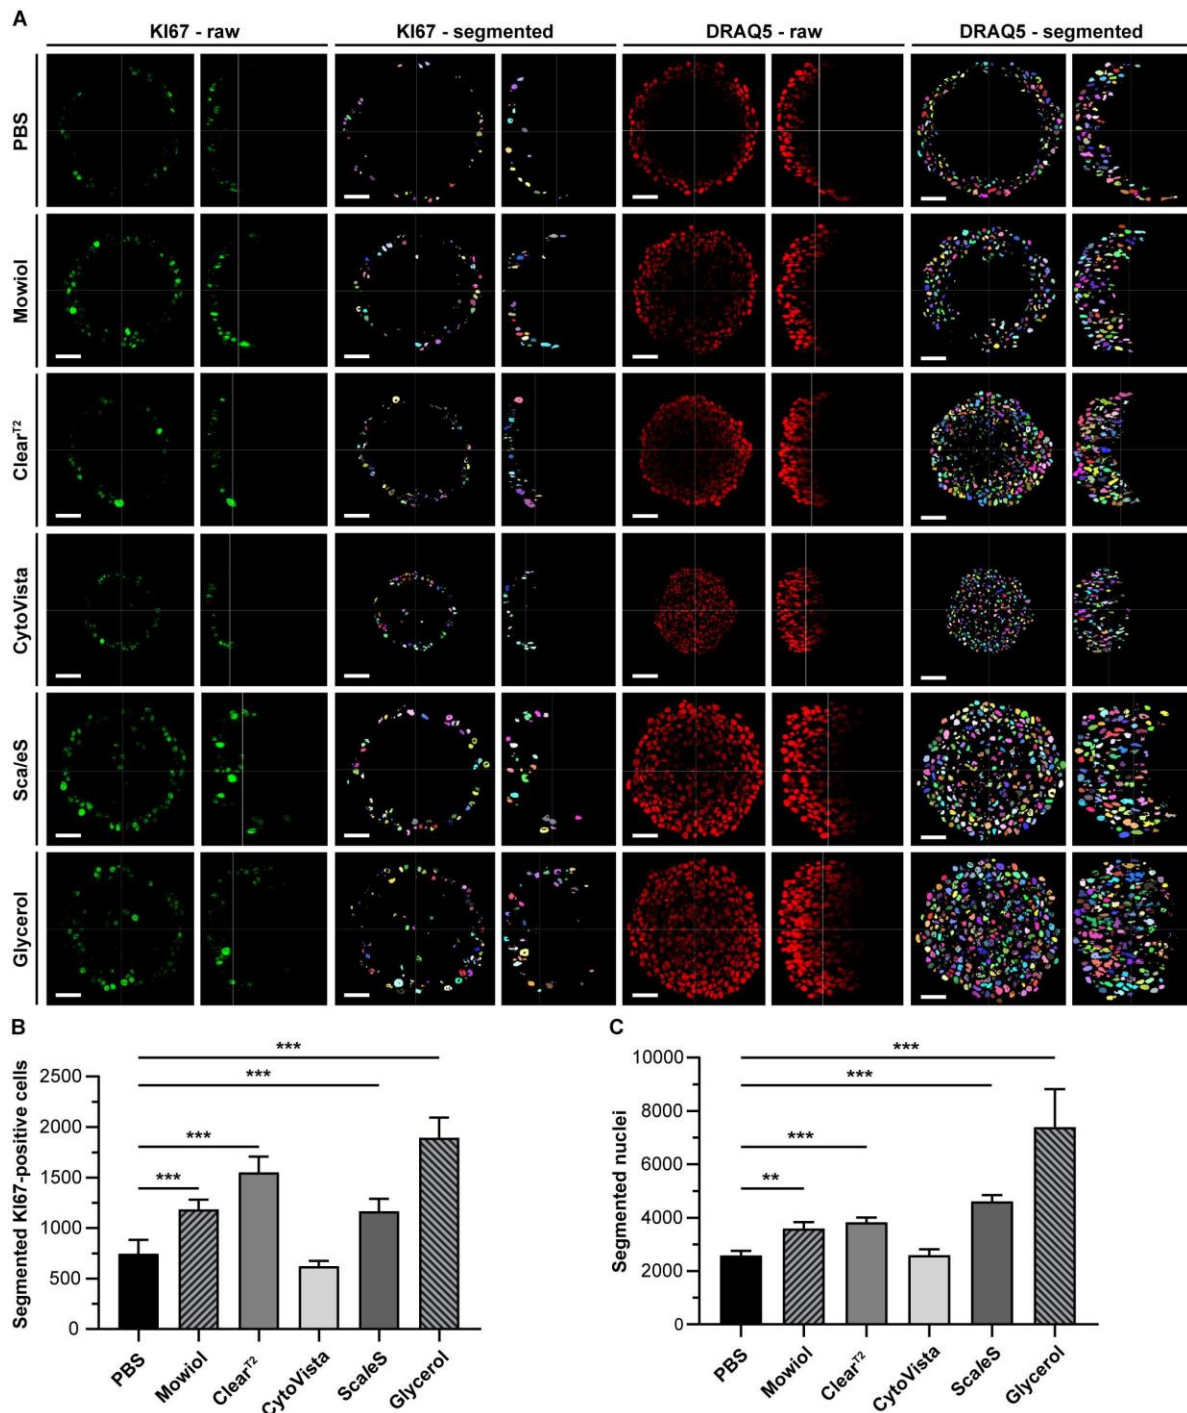 A
KI67 - raw
KI67 - segmented
DRAQ5 - raw
DRAQ5 - segmented
PBS
Mowiol
Clearᵀ²
CytoVista
ScaleS
Glycerol
B
Segmented KI67-positive cells
2500
2000
1500
1000
500
0
***
***
***
***
PBS
Mowiol
Clearᵀ²
CytoVista
ScaleS
Glycerol
C
Segmented nuclei
10000
8000
6000
4000
2000
0
***
***
***
**
PBS
Mowiol
Clearᵀ²
CytoVista
ScaleS
Glycerol